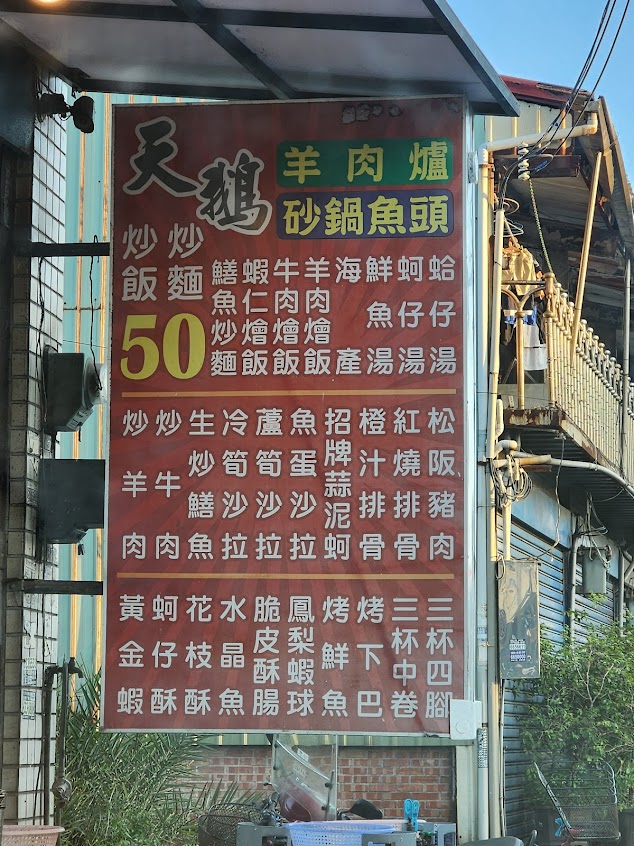 天鵝
羊肉爐
砂鍋魚頭
炒飯
炒麵
50
鱔魚炒麵
蝦仁燴飯
牛肉燴飯
羊肉燴飯
海產
鮮魚湯
蚵仔湯
蛤仔湯
炒羊肉
炒牛肉
生炒鱔魚
冷筍沙拉
蘆筍沙拉
魚蛋沙拉
招牌蒜泥蚵
橙汁排骨
紅燒排骨
松阪豬肉
黃金蝦
蚵仔酥
花枝酥
水晶魚
脆皮酥腸
鳳梨蝦球
烤鮮魚
烤下巴
三杯中卷
三杯四腳